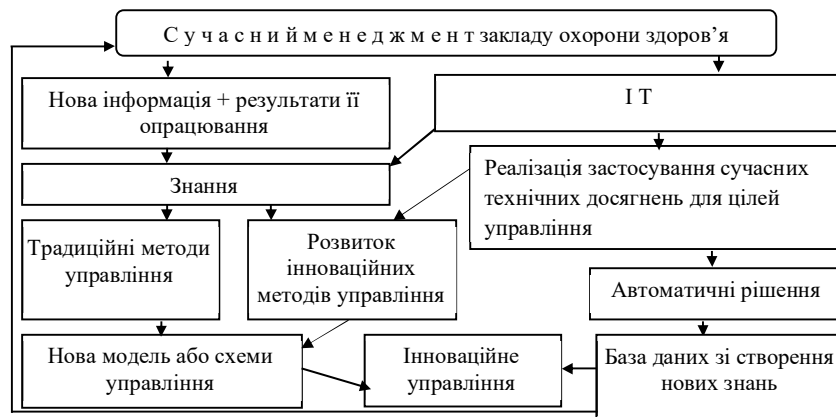 С у ч а с н и й м е н е д ж м е н т закладу охорони здоров’я
Нова інформація + результати її
опрацювання
І Т
Знання
Реалізація застосування сучасних
технічних досягнень для цілей
управління
Традиційні методи
управління
Розвиток
інноваційних
методів управління
Автоматичні рішення
Нова модель або схеми
управління
Інноваційне
управління
База даних зі створення
нових знань